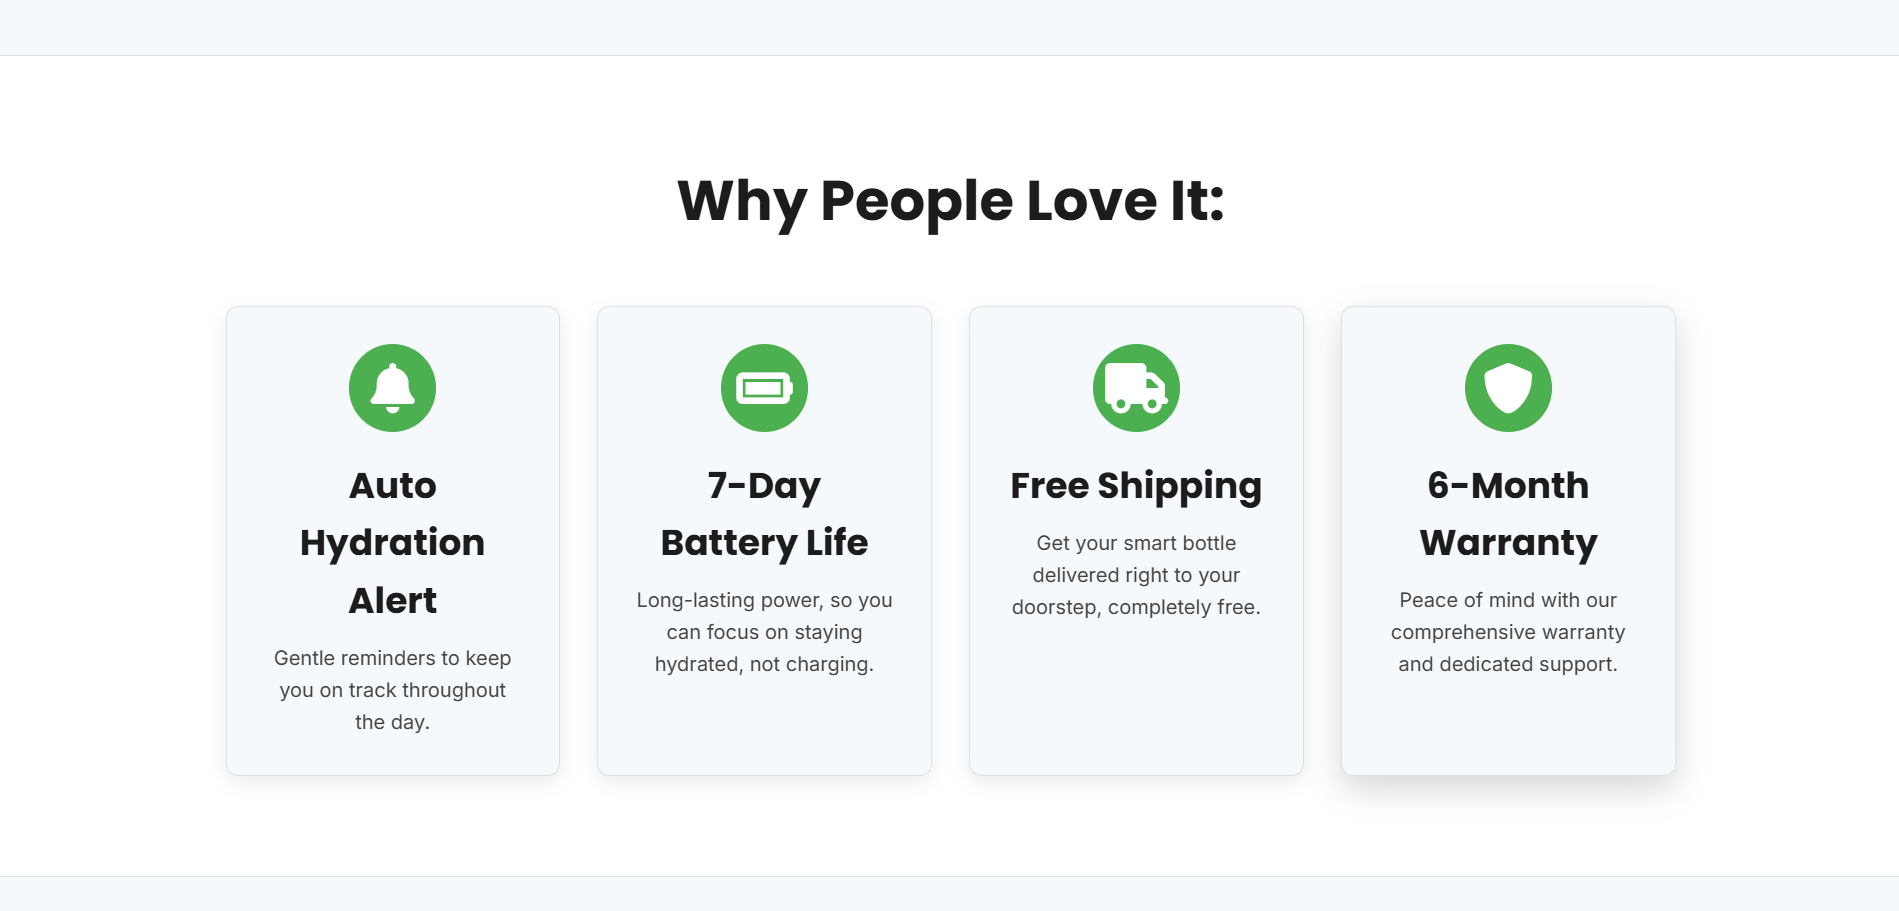 Why People Love It:
Auto
Hydration
Alert
Gentle reminders to keep
you on track throughout
the day.
7-Day
Battery Life
Long-lasting power, so you
can focus on staying
hydrated, not charging.
Free Shipping
Get your smart bottle
delivered right to your
doorstep, completely free.
6-Month
Warranty
Peace of mind with our
comprehensive warranty
and dedicated support.